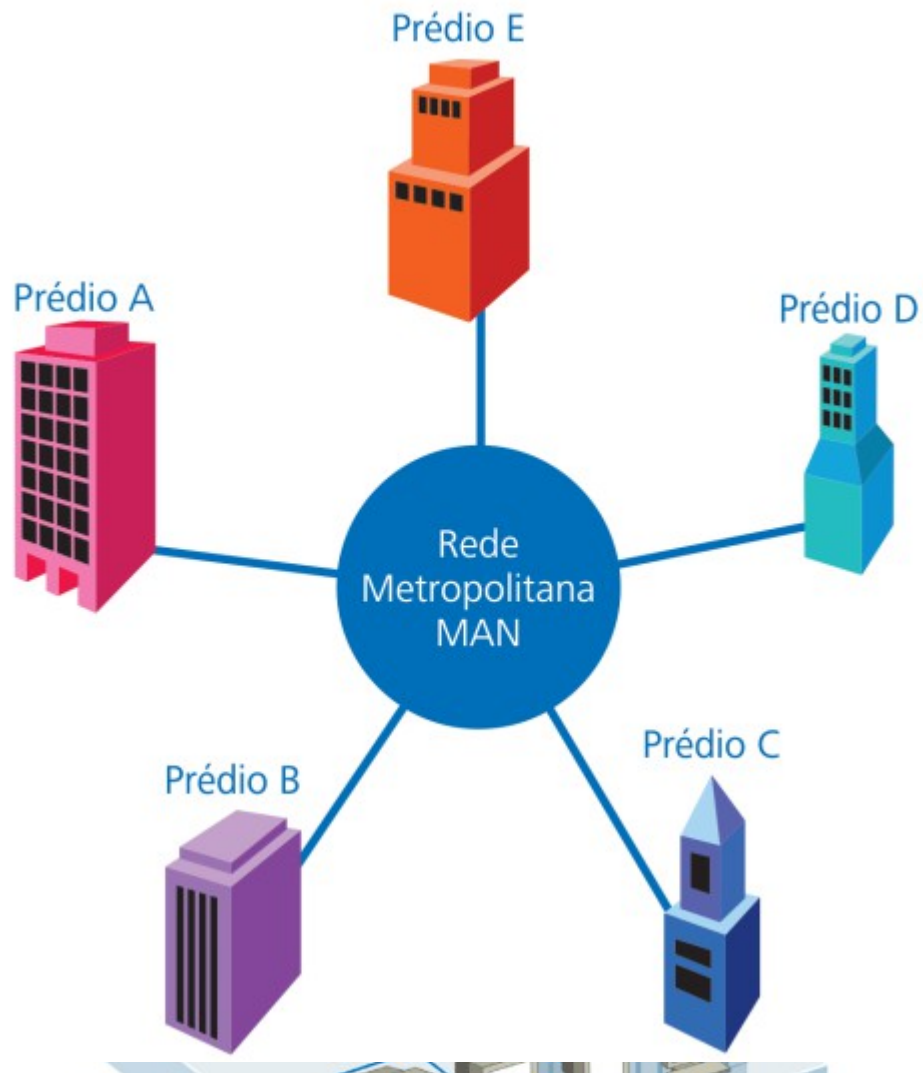 Prédio E
Prédio A
Prédio D
Rede
Metropolitana
MAN
Prédio C
Prédio B